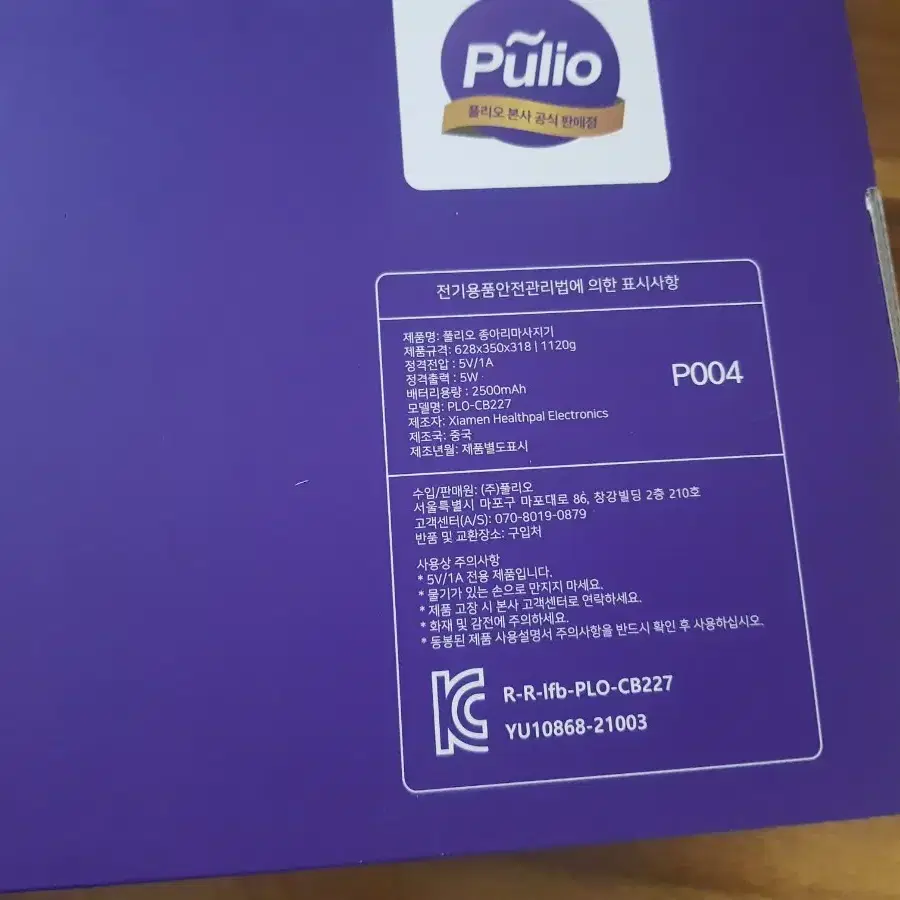 Pulio
풀리오 본사 공식 판매점
전기용품안전관리법에 의한 표시사항
제품명: 풀리오 종아리마사지기
제품규격: 628x350x318 | 1120g
정격전압 : 5V/1A
정격출력 : 5W
배터리용량 : 2500mAh
모델명: PLO-CB227
제조자: Xiamen Healthpal Electronics
제조국: 중국
제조년월: 제품별도표시
P004
수입/판매원: (주)풀리오
서울특별시 마포구 마포대로 86, 창강빌딩 2층 210호
고객센터(A/S): 070-8019-0879
반품 및 교환장소: 구입처
사용상 주의사항
* 5V/1A 전용 제품입니다.
* 물기가 있는 손으로 만지지 마세요.
* 제품 고장 시 본사 고객센터로 연락하세요.
* 화재 및 감전에 주의하세요.
* 동봉된 제품 사용설명서 주의사항을 반드시 확인 후 사용하십시오.
R-R-lfb-PLO-CB227
YU10868-21003